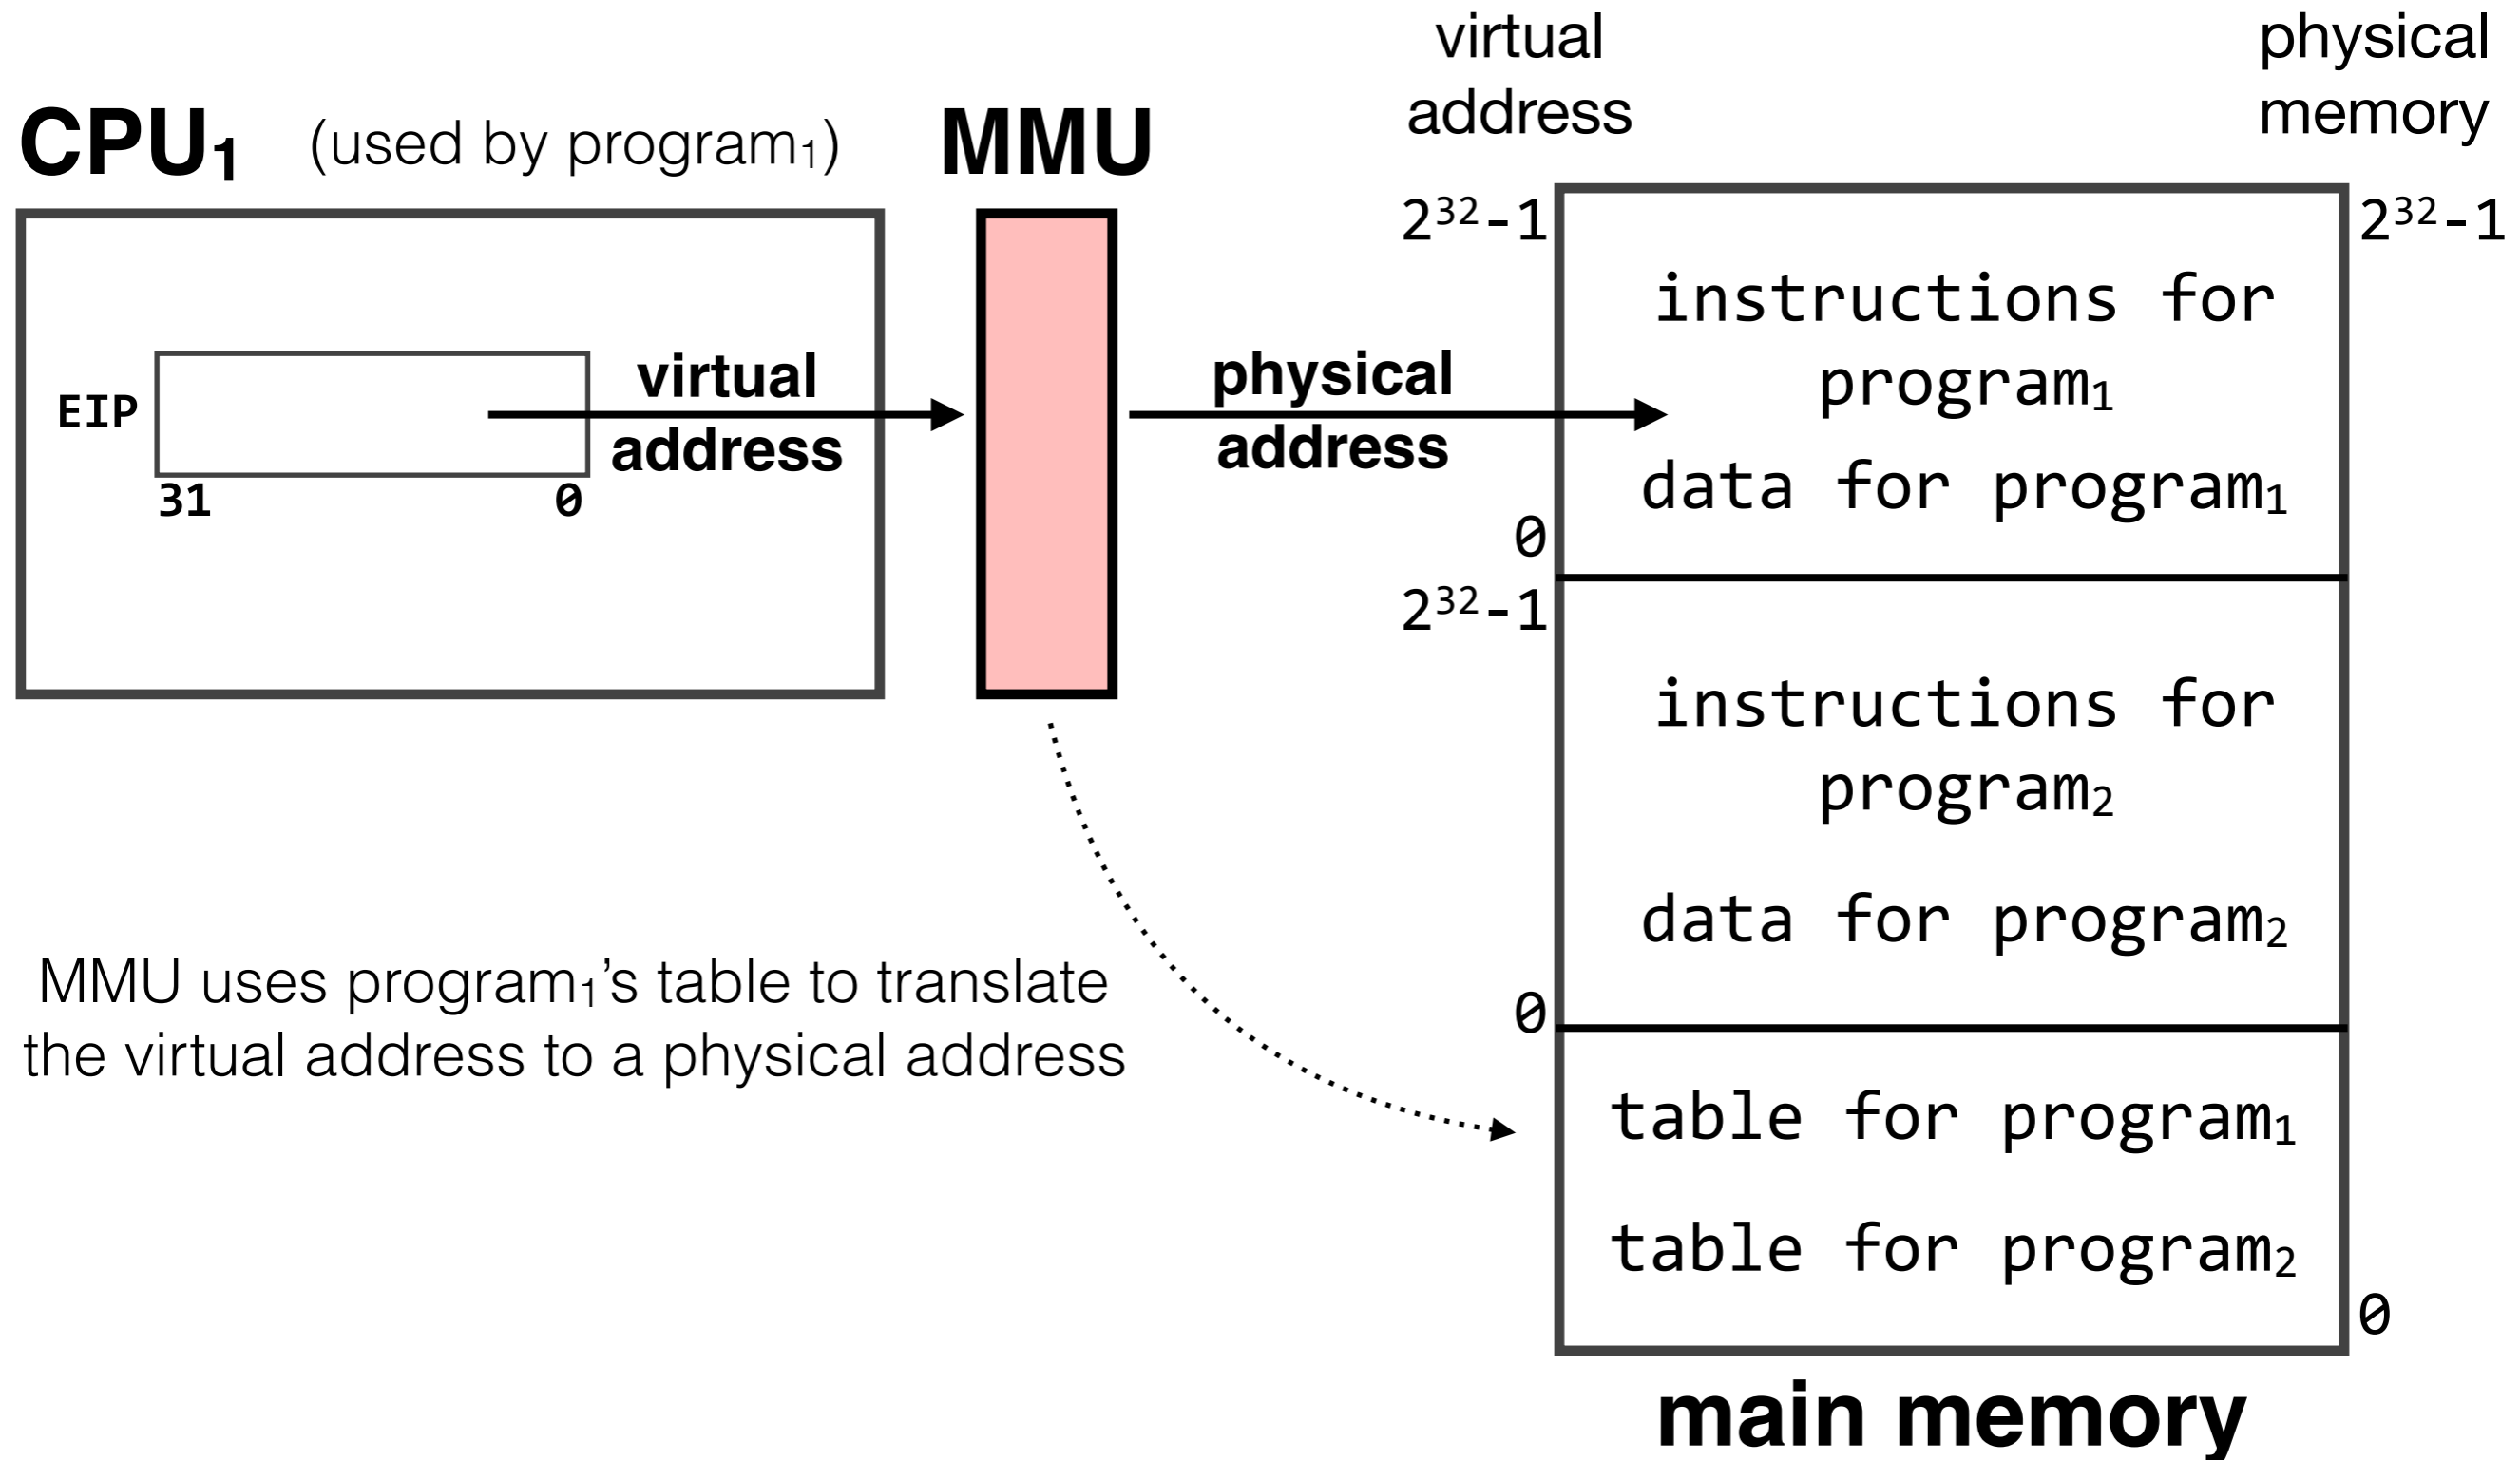 CPU₁ (used by program₁)
MMU
virtual
address
physical
memory
EIP
31 0
virtual
address
physical
address
2³²-1
2³²-1
instructions for
program₁
data for program₁
0
2³²-1
instructions for
program₂
data for program₂
0
table for program₁
table for program₂
0
main memory
MMU uses program₁’s table to translate
the virtual address to a physical address